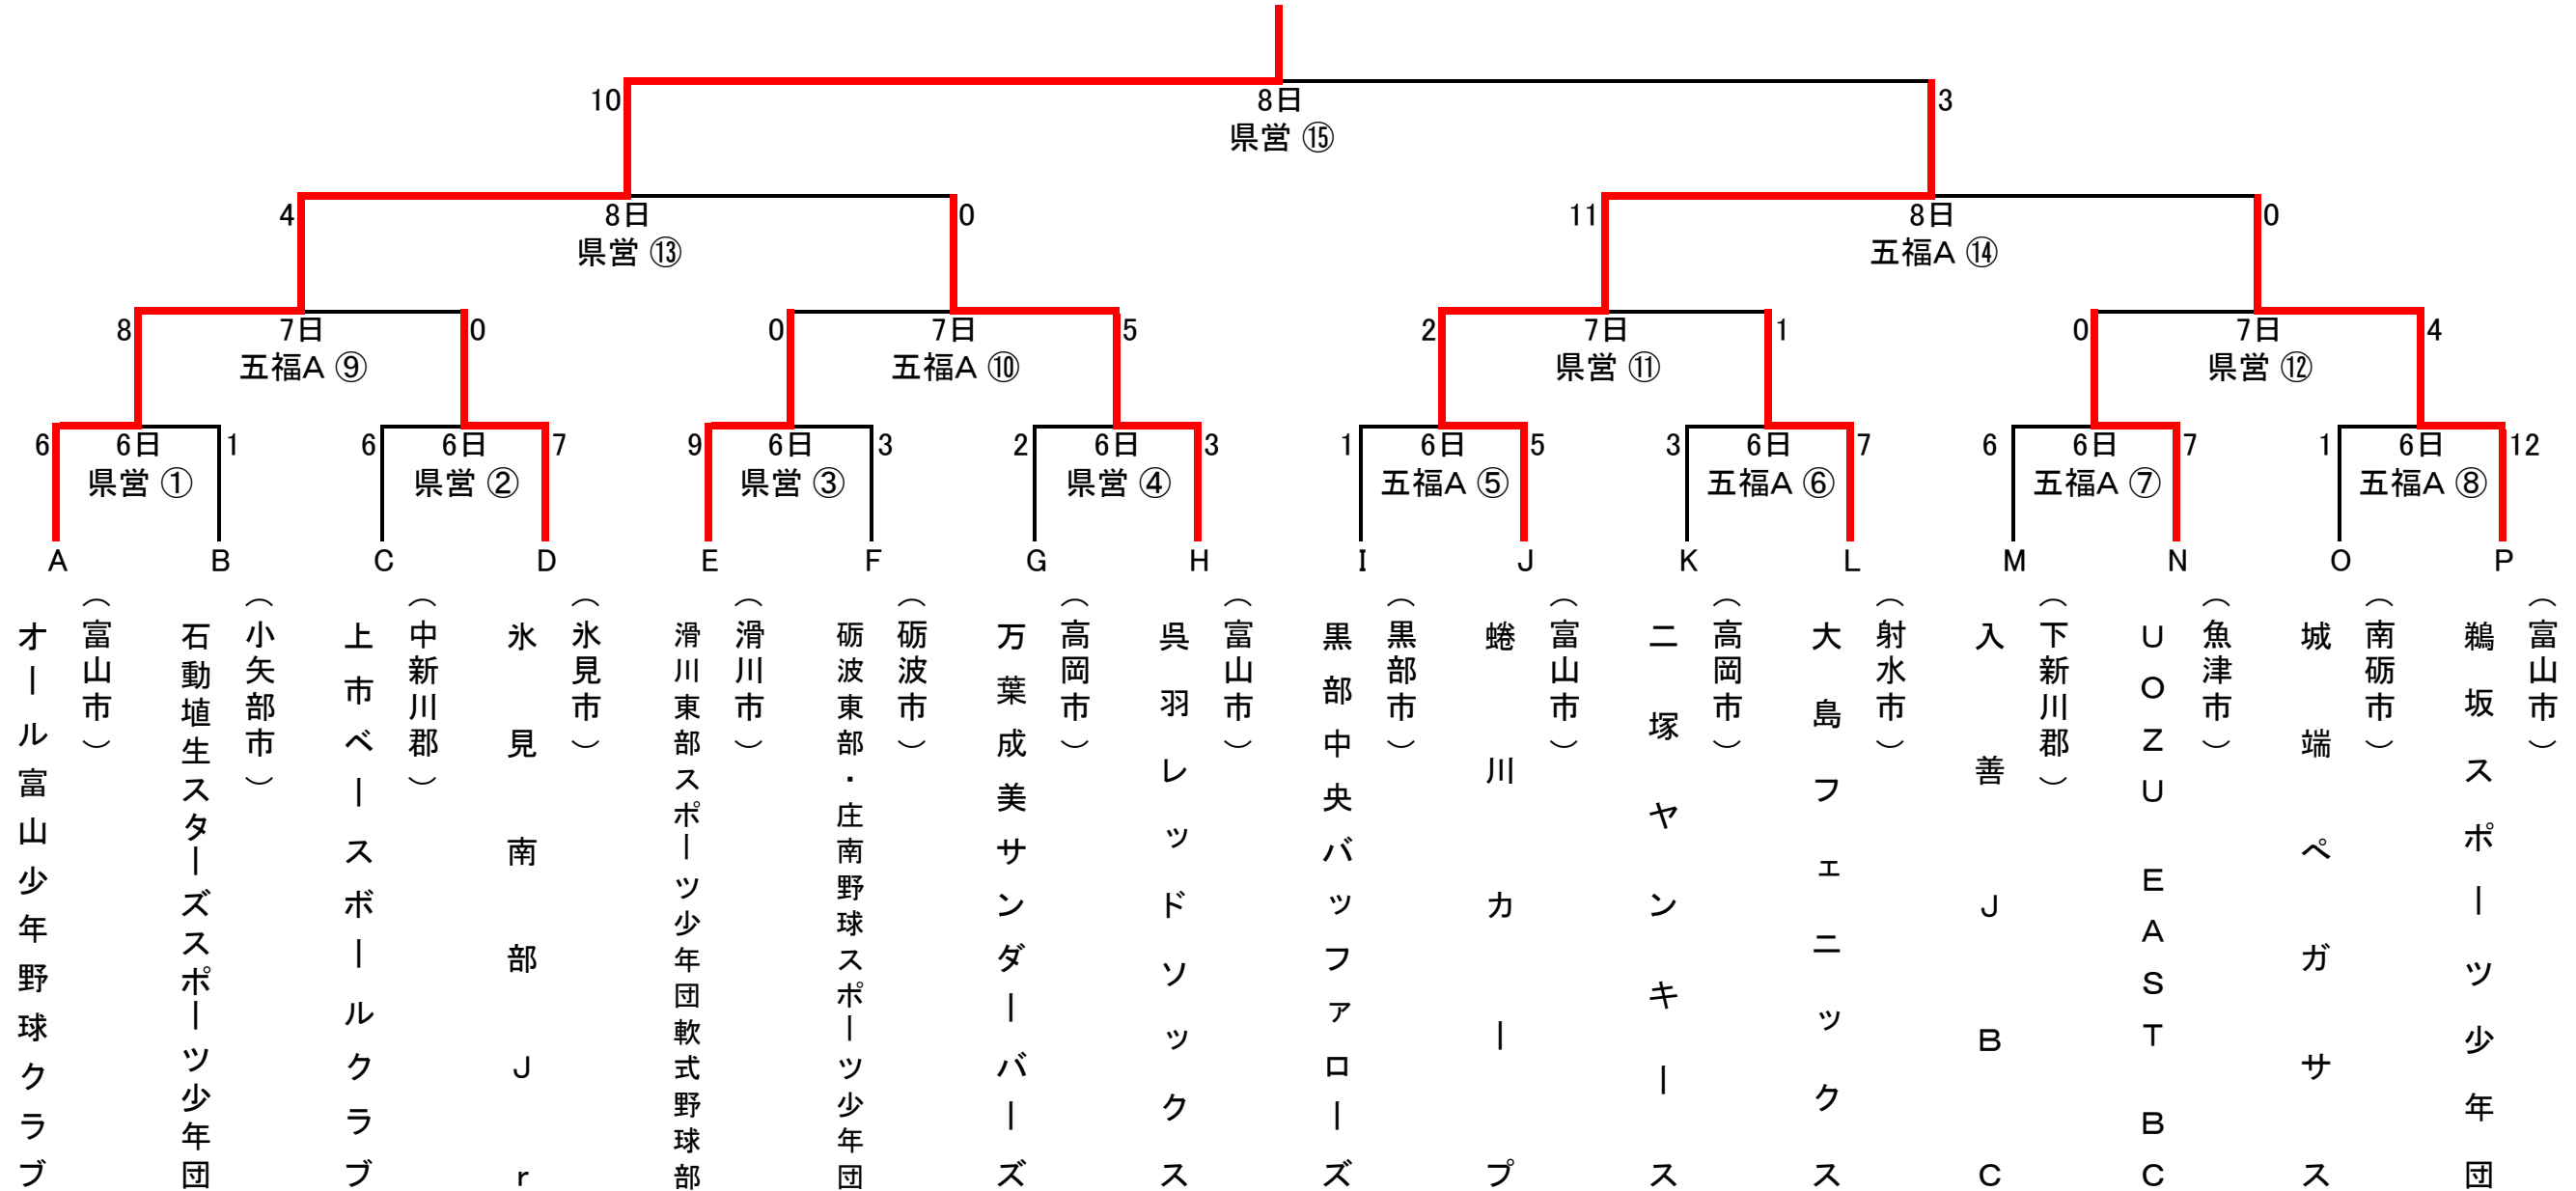 10 3
8日
県営 ⑮
4 0 11 0
8日 8日
県営 ⑬ 五福A ⑭
8 0 0 5 2 1 0 4
7日 7日 7日 7日
五福A ⑨ 五福A ⑩ 県営 ⑪ 県営 ⑫
6 6日 1 6 6日 7 9 6日 3 2 6日 3 1 6日 5 3 6日 7 6 6日 7 1 6日 12
県営 ① 県営 ② 県営 ③ 県営 ④ 五福A ⑤ 五福A ⑥ 五福A ⑦ 五福A ⑧
A B C D E F G H I J K L M N O P
(富山市)
オール富山少年野球クラブ
(小矢部市)
石動埴生スターズスポーツ少年団
(中新川郡)
上市ベースボールクラブ
(氷見市)
氷見南部Jr
(滑川市)
滑川東部スポーツ少年団軟式野球部
(砺波市)
砺波東部・庄南野球スポーツ少年団
(高岡市)
万葉成美サンダーバーズ
(富山市)
呉羽レッドソックス
(黒部市)
黒部中央バッファローズ
(富山市)
蜷川カープ
(高岡市)
二塚ヤンキース
(射水市)
大島フェニックス
(下新川郡)
入善JBC
(魚津市)
UOZU EAST BC
(南砺市)
城端ペガサス
(富山市)
鵜坂スポーツ少年団